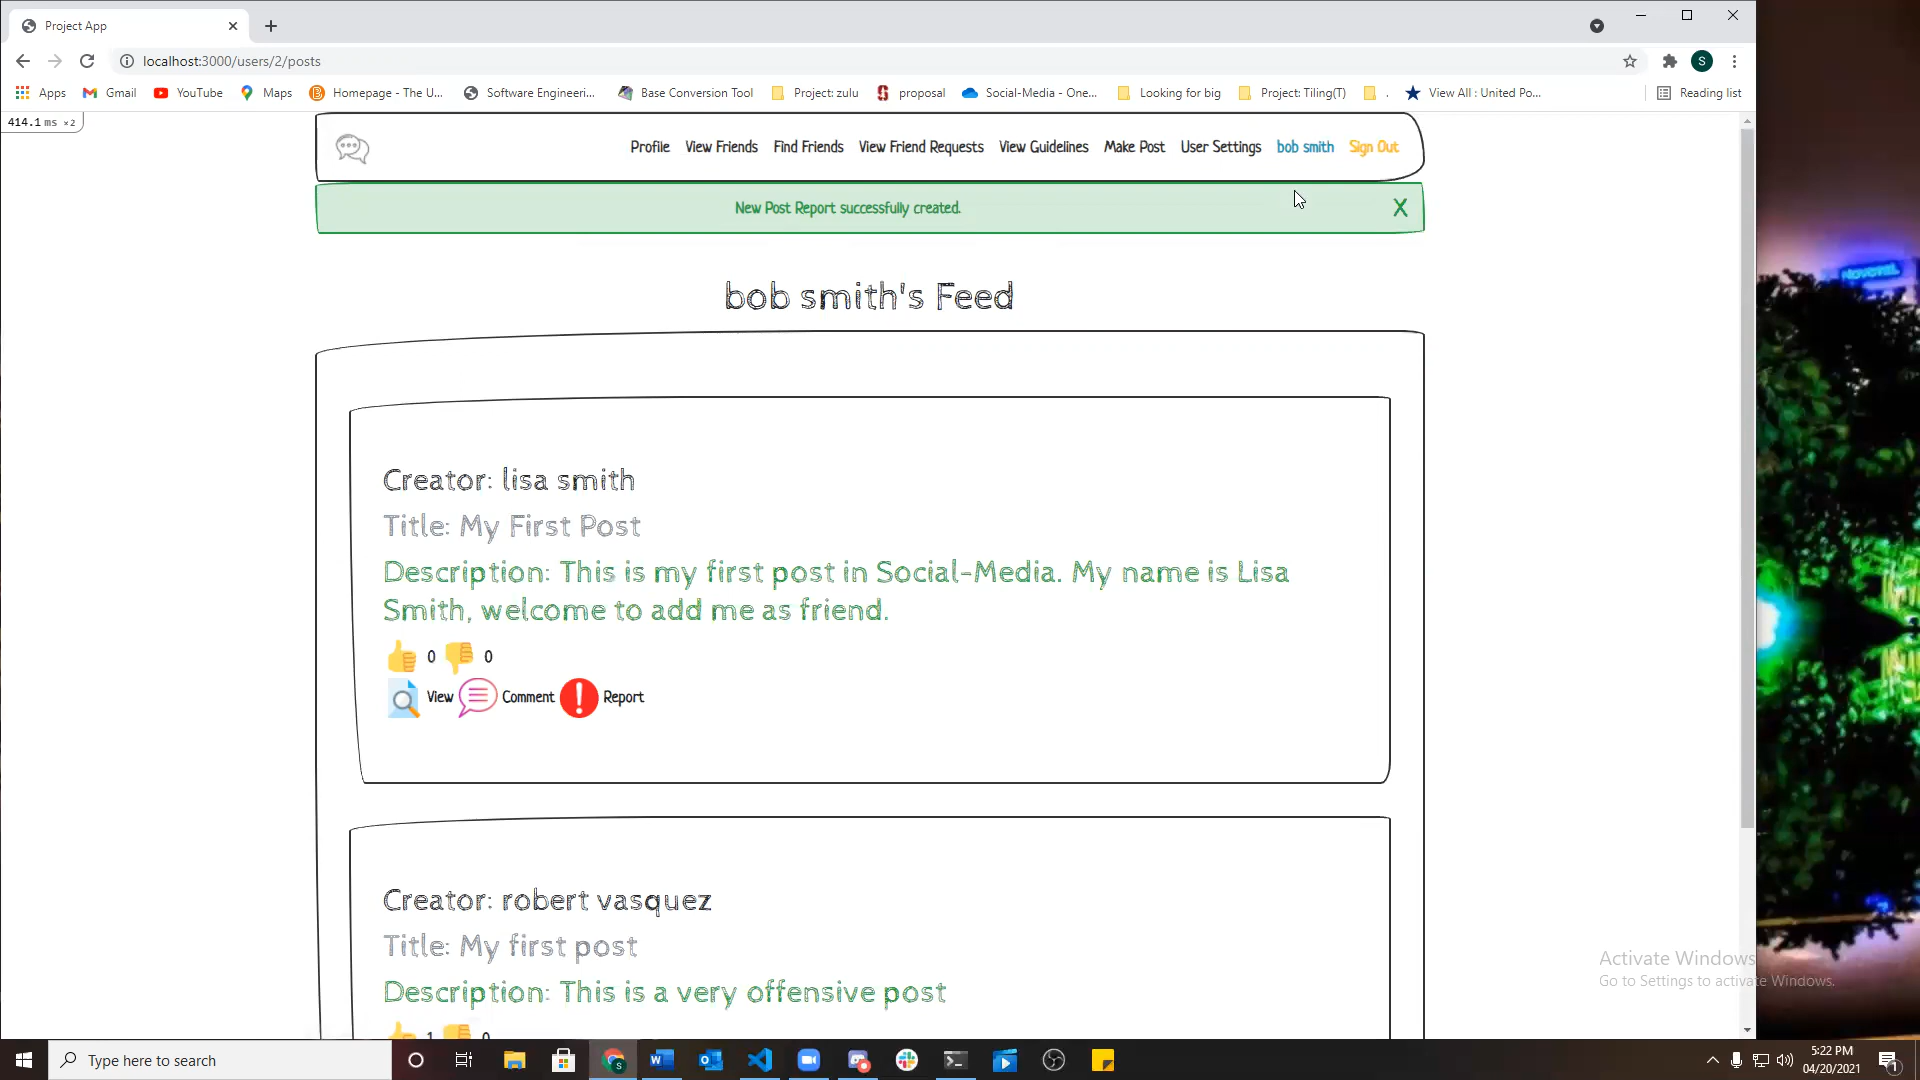 Project App
localhost:3000/users/2/posts
S
Apps Gmail YouTube Maps Homepage - The U... Software Engineeri... Base Conversion Tool Project: zulu proposal Social-Media - One... Looking for big Project: Tiling(T) . View All : United Po... Reading list
414.1 ms ×2
Profile View Friends Find Friends View Friend Requests View Guidelines Make Post User Settings bob smith Sign Out
New Post Report successfully created. X
NOVOTEL
bob smith's Feed
Creator: lisa smith
Title: My First Post
Description: This is my first post in Social-Media. My name is Lisa
Smith, welcome to add me as friend.
0 0
View Comment Report
Creator: robert vasquez
Title: My first post
Description: This is a very offensive post
1 0
Activate Windows
Go to Settings to activate Windows.
Type here to search
5:22 PM
04/20/2021